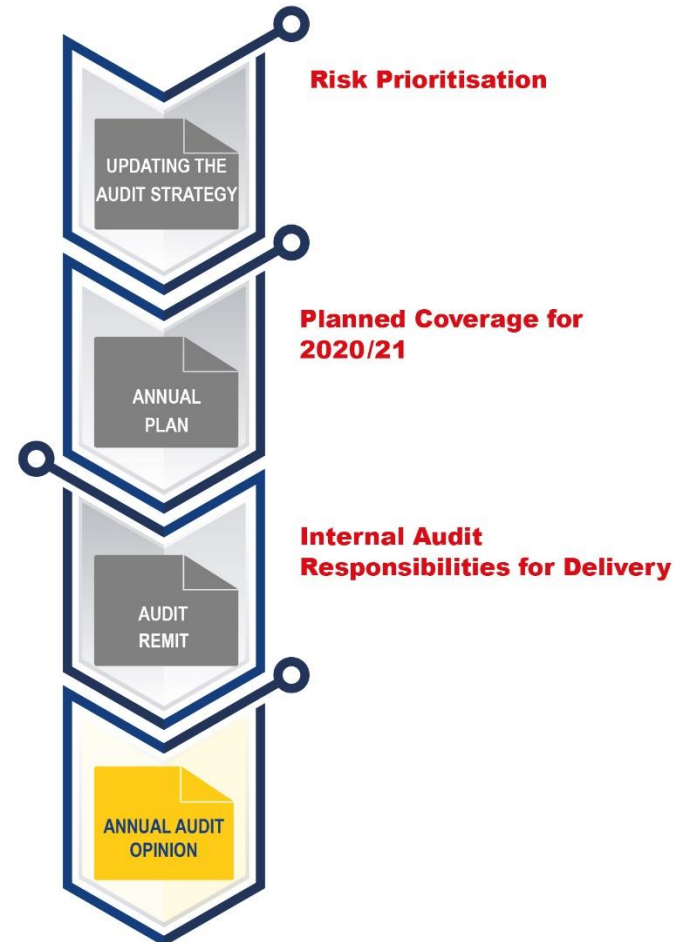 Risk Prioritisation
UPDATING THE
AUDIT STRATEGY
Planned Coverage for
2020/21
ANNUAL
PLAN
Internal Audit
Responsibilities for Delivery
AUDIT
REMIT
ANNUAL AUDIT
OPINION